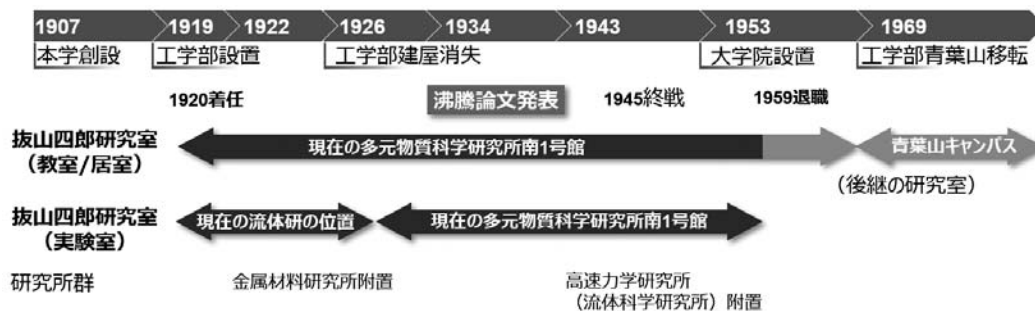 1907 1919 1922 1926 1934 1943 1953 1969
本学創設 工学部設置 工学部建屋消失 大学院設置 工学部青葉山移転
1920着任 沸騰論文発表 1945終戦 1959退職
抜山四郎研究室
(教室/居室)
現在の多元物質科学研究所南1号館 青葉山キャンパス
(後継の研究室)
抜山四郎研究室
(実験室)
現在の流体研の位置 現在の多元物質科学研究所南1号館
研究所群 金属材料研究所附置 高速力学研究所
(流体科学研究所)附置